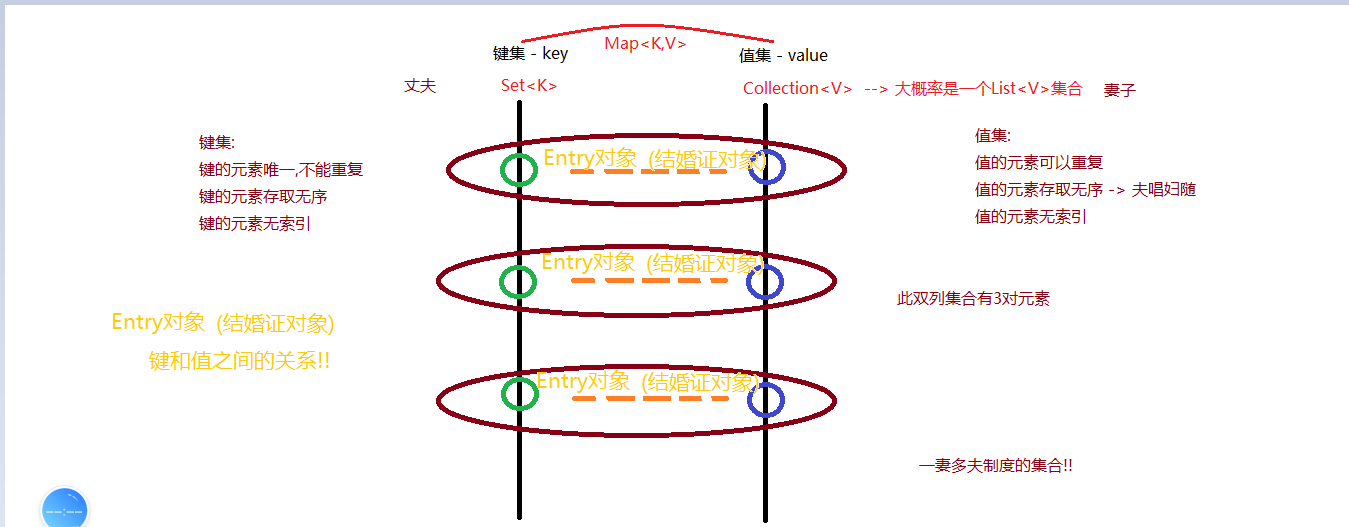 Map<K,V>
键集 - key
值集 - value
丈夫
Set<K>
Collection<V> --> 大概率是一个List<V>集合
妻子
键集:
键的元素唯一,不能重复
键的元素存取无序
键的元素无索引
值集:
值的元素可以重复
值的元素存取无序 -> 夫唱妇随
值的元素无索引
Entry对象 (结婚证对象)
Entry对象 (结婚证对象)
此双列集合有3对元素
Entry对象 (结婚证对象)
键和值之间的关系!!
Entry对象 (结婚证对象)
一妻多夫制度的集合!!
--:--